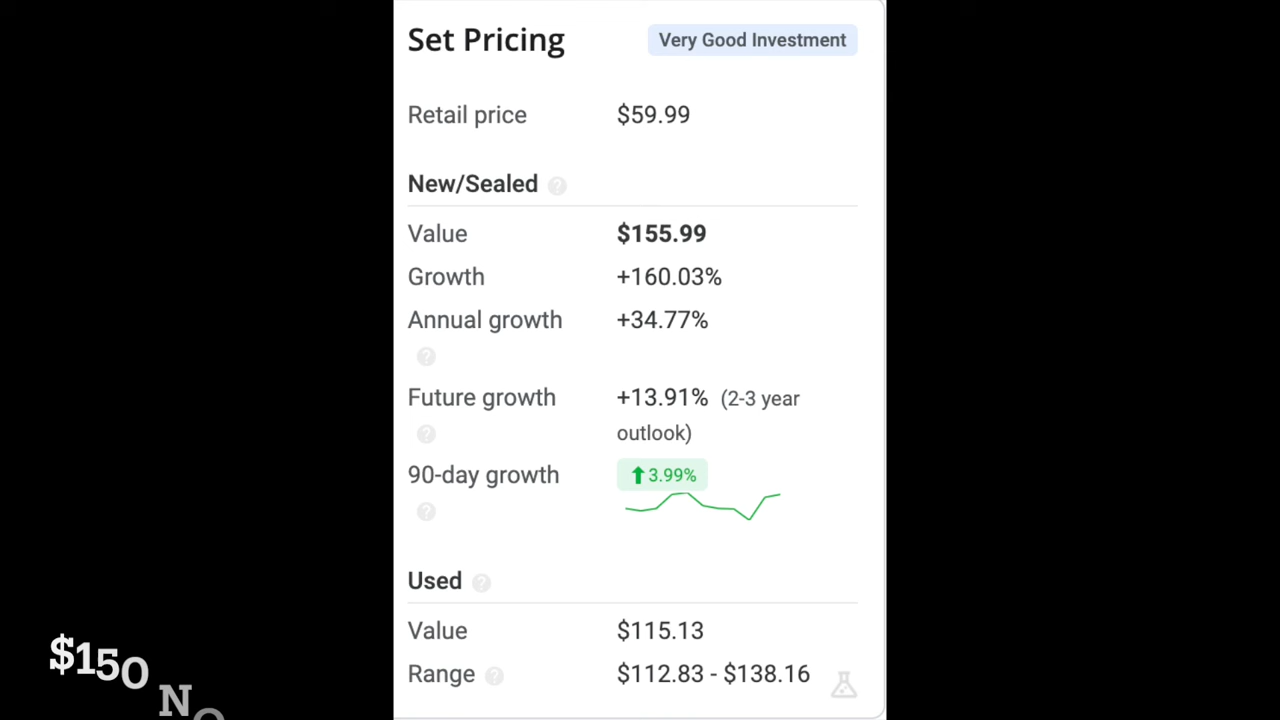 Set Pricing
Very Good Investment
Retail price $59.99
New/Sealed ?
Value $155.99
Growth +160.03%
Annual growth +34.77%
?
Future growth +13.91% (2-3 year
outlook)
?
90-day growth 3.99%
?
Used ?
Value $115.13
Range ? $112.83 - $138.16
$150
NO